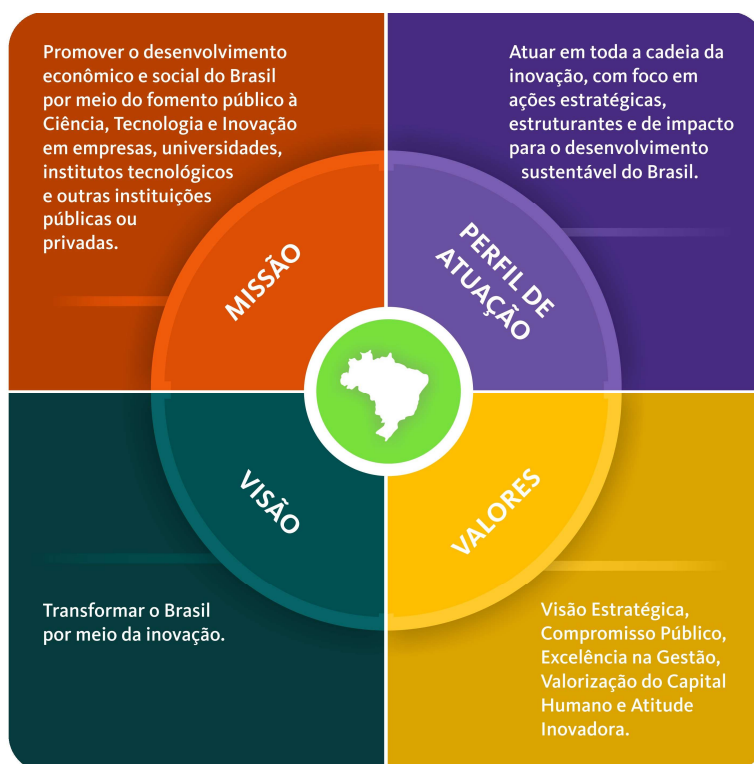 Promover o desenvolvimento
econômico e social do Brasil
por meio do fomento público à
Ciência, Tecnologia e Inovação
em empresas, universidades,
institutos tecnológicos
e outras instituições
públicas ou
privadas.
MISSÃO
Atuar em toda a cadeia da
inovação, com foco em
ações estratégicas,
estruturantes e de impacto
para o desenvolvimento
sustentável do Brasil.
PERFIL DE
ATUAÇÃO
VISÃO
Transformar o Brasil
por meio da inovação.
VALORES
Visão Estratégica,
Compromisso Público,
Excelência na Gestão,
Valorização do Capital
Humano e Atitude
Inovadora.